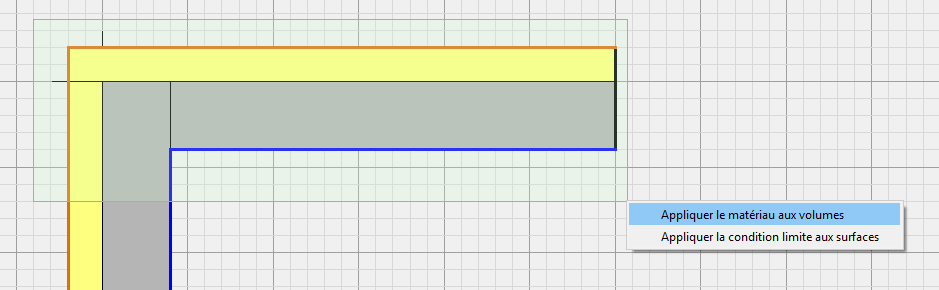 Appliquer le matériau aux volumes
Appliquer la condition limite aux surfaces